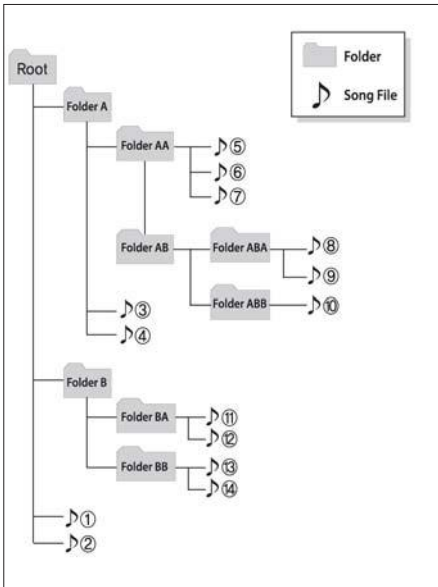 Folder
Song File
Root
Folder A
Folder AA
⑤
⑥
⑦
Folder AB
Folder ABA
⑧
⑨
Folder ABB
⑩
③
④
Folder B
Folder BA
⑪
⑫
Folder BB
⑬
⑭
①
②